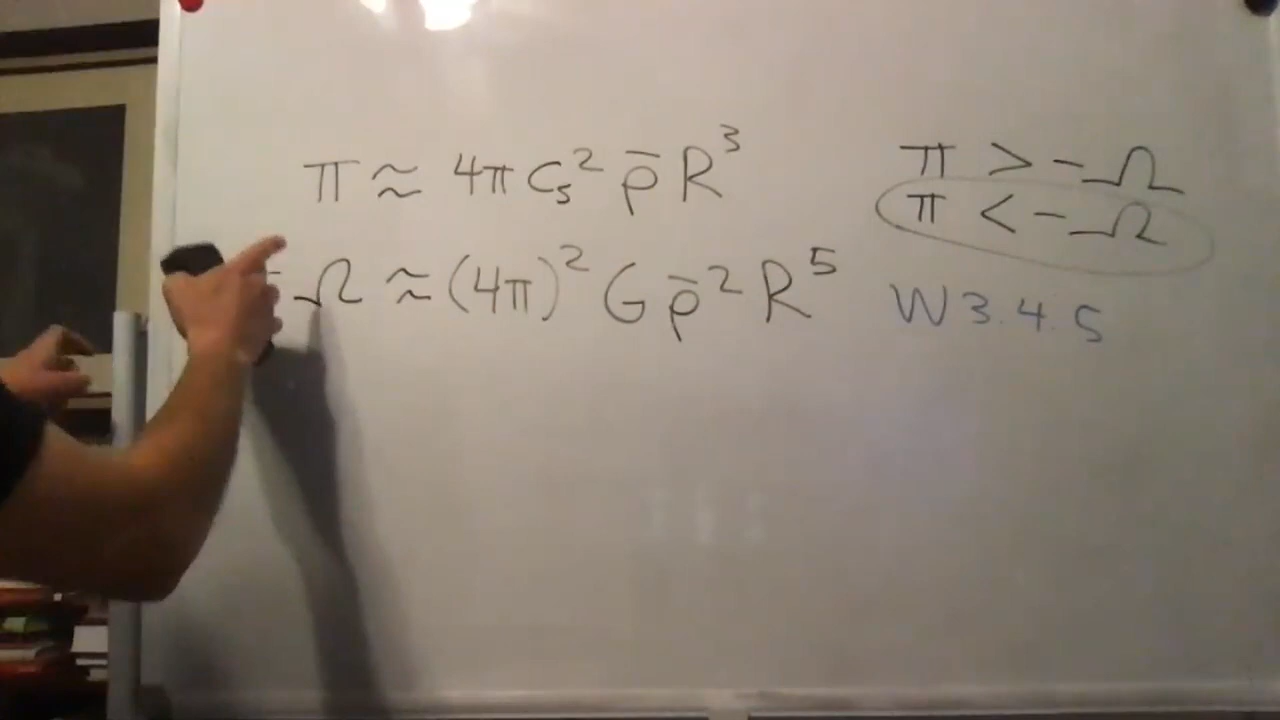 π ≈ 4π c_s² ρ̄ R³
- Ω ≈ (4π)² G ρ̄² R⁵
π > - Ω
π < - Ω
W 3.4.5